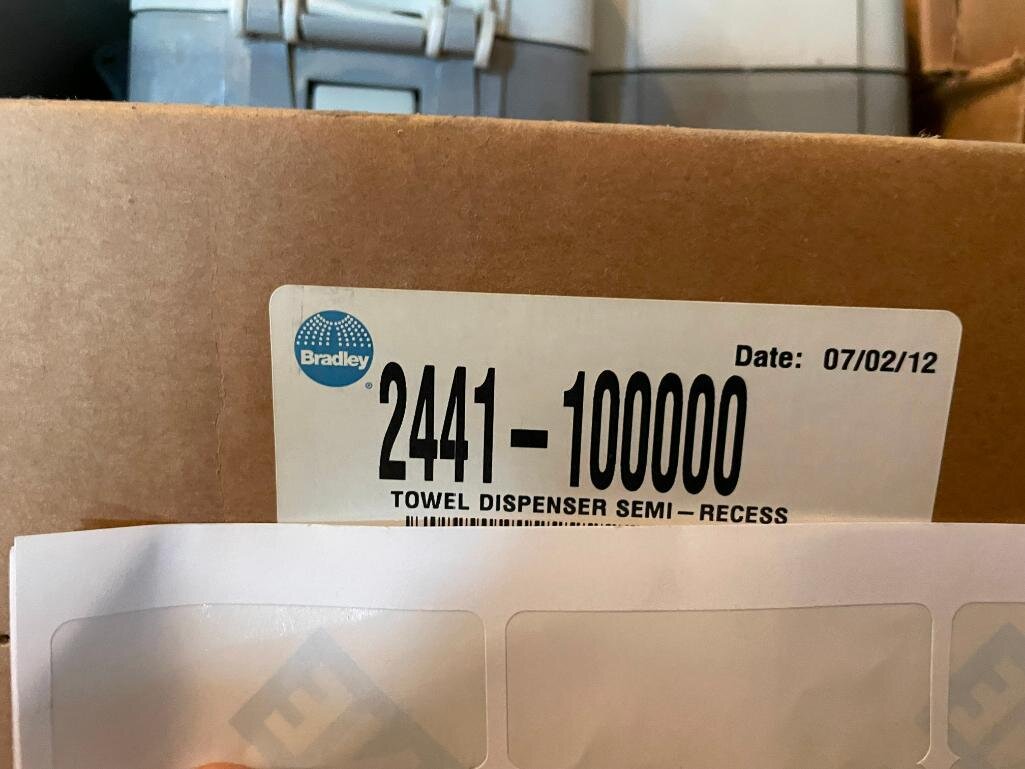 Bradley
®
Date: 07/02/12
2441-100000
TOWEL DISPENSER SEMI-RECESS